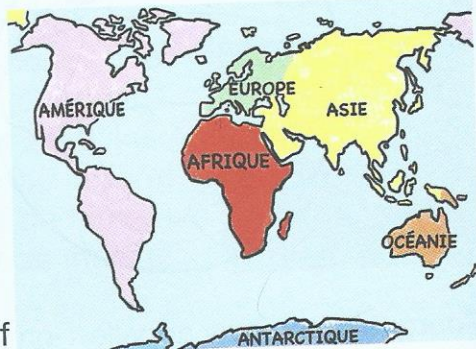 EUROPE
AMÉRIQUE
ASIE
AFRIQUE
OCÉANIE
f
ANTARCTIQUE